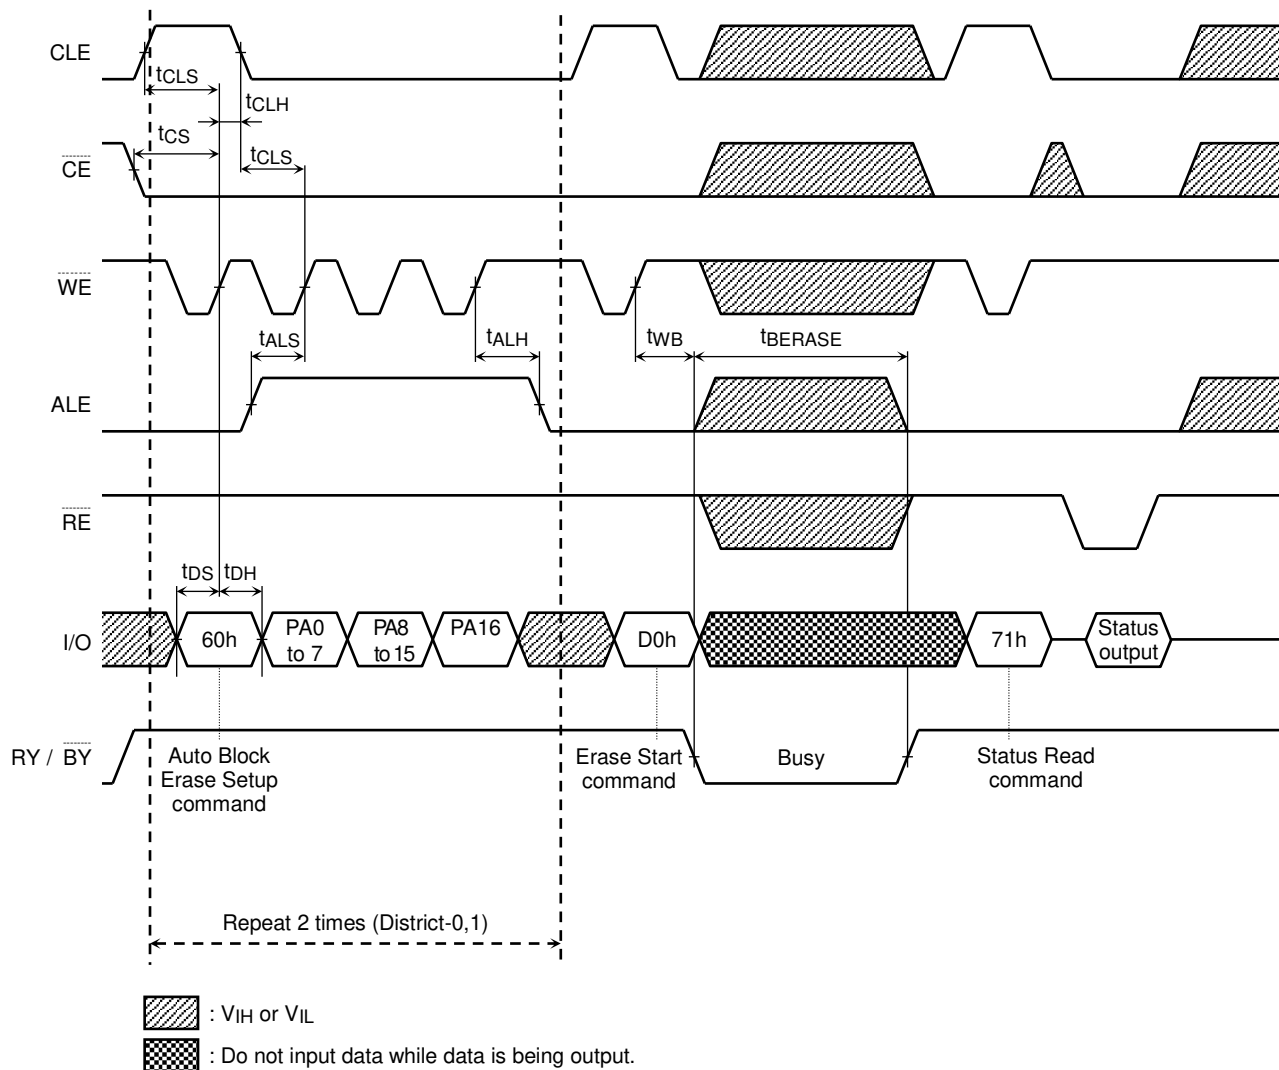 CLE
tCLS
tCLH
tCS
tCLS
CE
WE
tALS
tALH
tWB
tBERASE
ALE
RE
tDS
tDH
I/O
60h
PA0
to 7
PA8
to 15
PA16
D0h
71h
Status
output
RY / BY
Auto Block
Erase Setup
command
Erase Start
command
Busy
Status Read
command
Repeat 2 times (District-0,1)
: VIH or VIL
: Do not input data while data is being output.